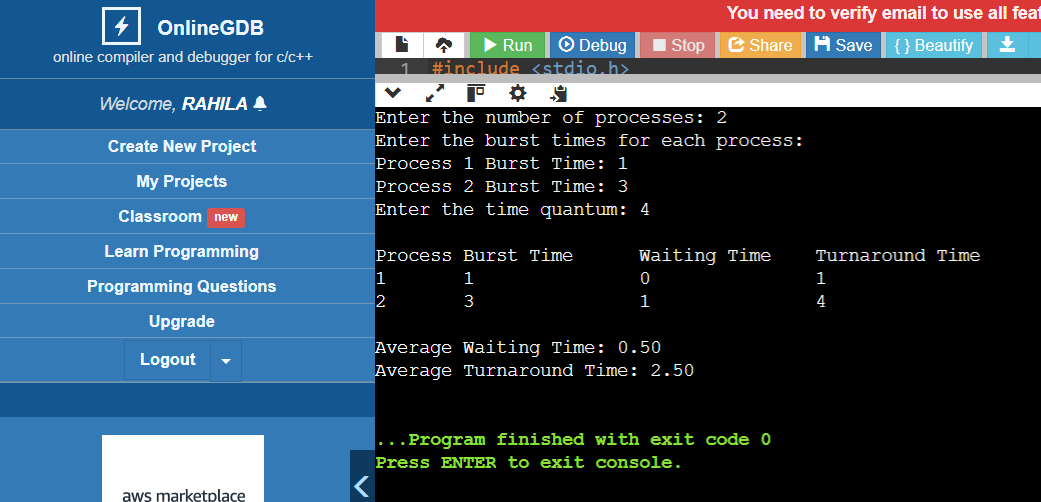 OnlineGDB
online compiler and debugger for c/c++
Welcome, RAHILA
Create New Project
My Projects
Classroom new
Learn Programming
Programming Questions
Upgrade
Logout
aws marketplace
You need to verify email to use all feat
Run Debug Stop Share Save { } Beautify
1 #include <stdio.h>
Enter the number of processes: 2
Enter the burst times for each process:
Process 1 Burst Time: 1
Process 2 Burst Time: 3
Enter the time quantum: 4
Process Burst Time Waiting Time Turnaround Time
1 1 0 1
2 3 1 4
Average Waiting Time: 0.50
Average Turnaround Time: 2.50
...Program finished with exit code 0
Press ENTER to exit console.